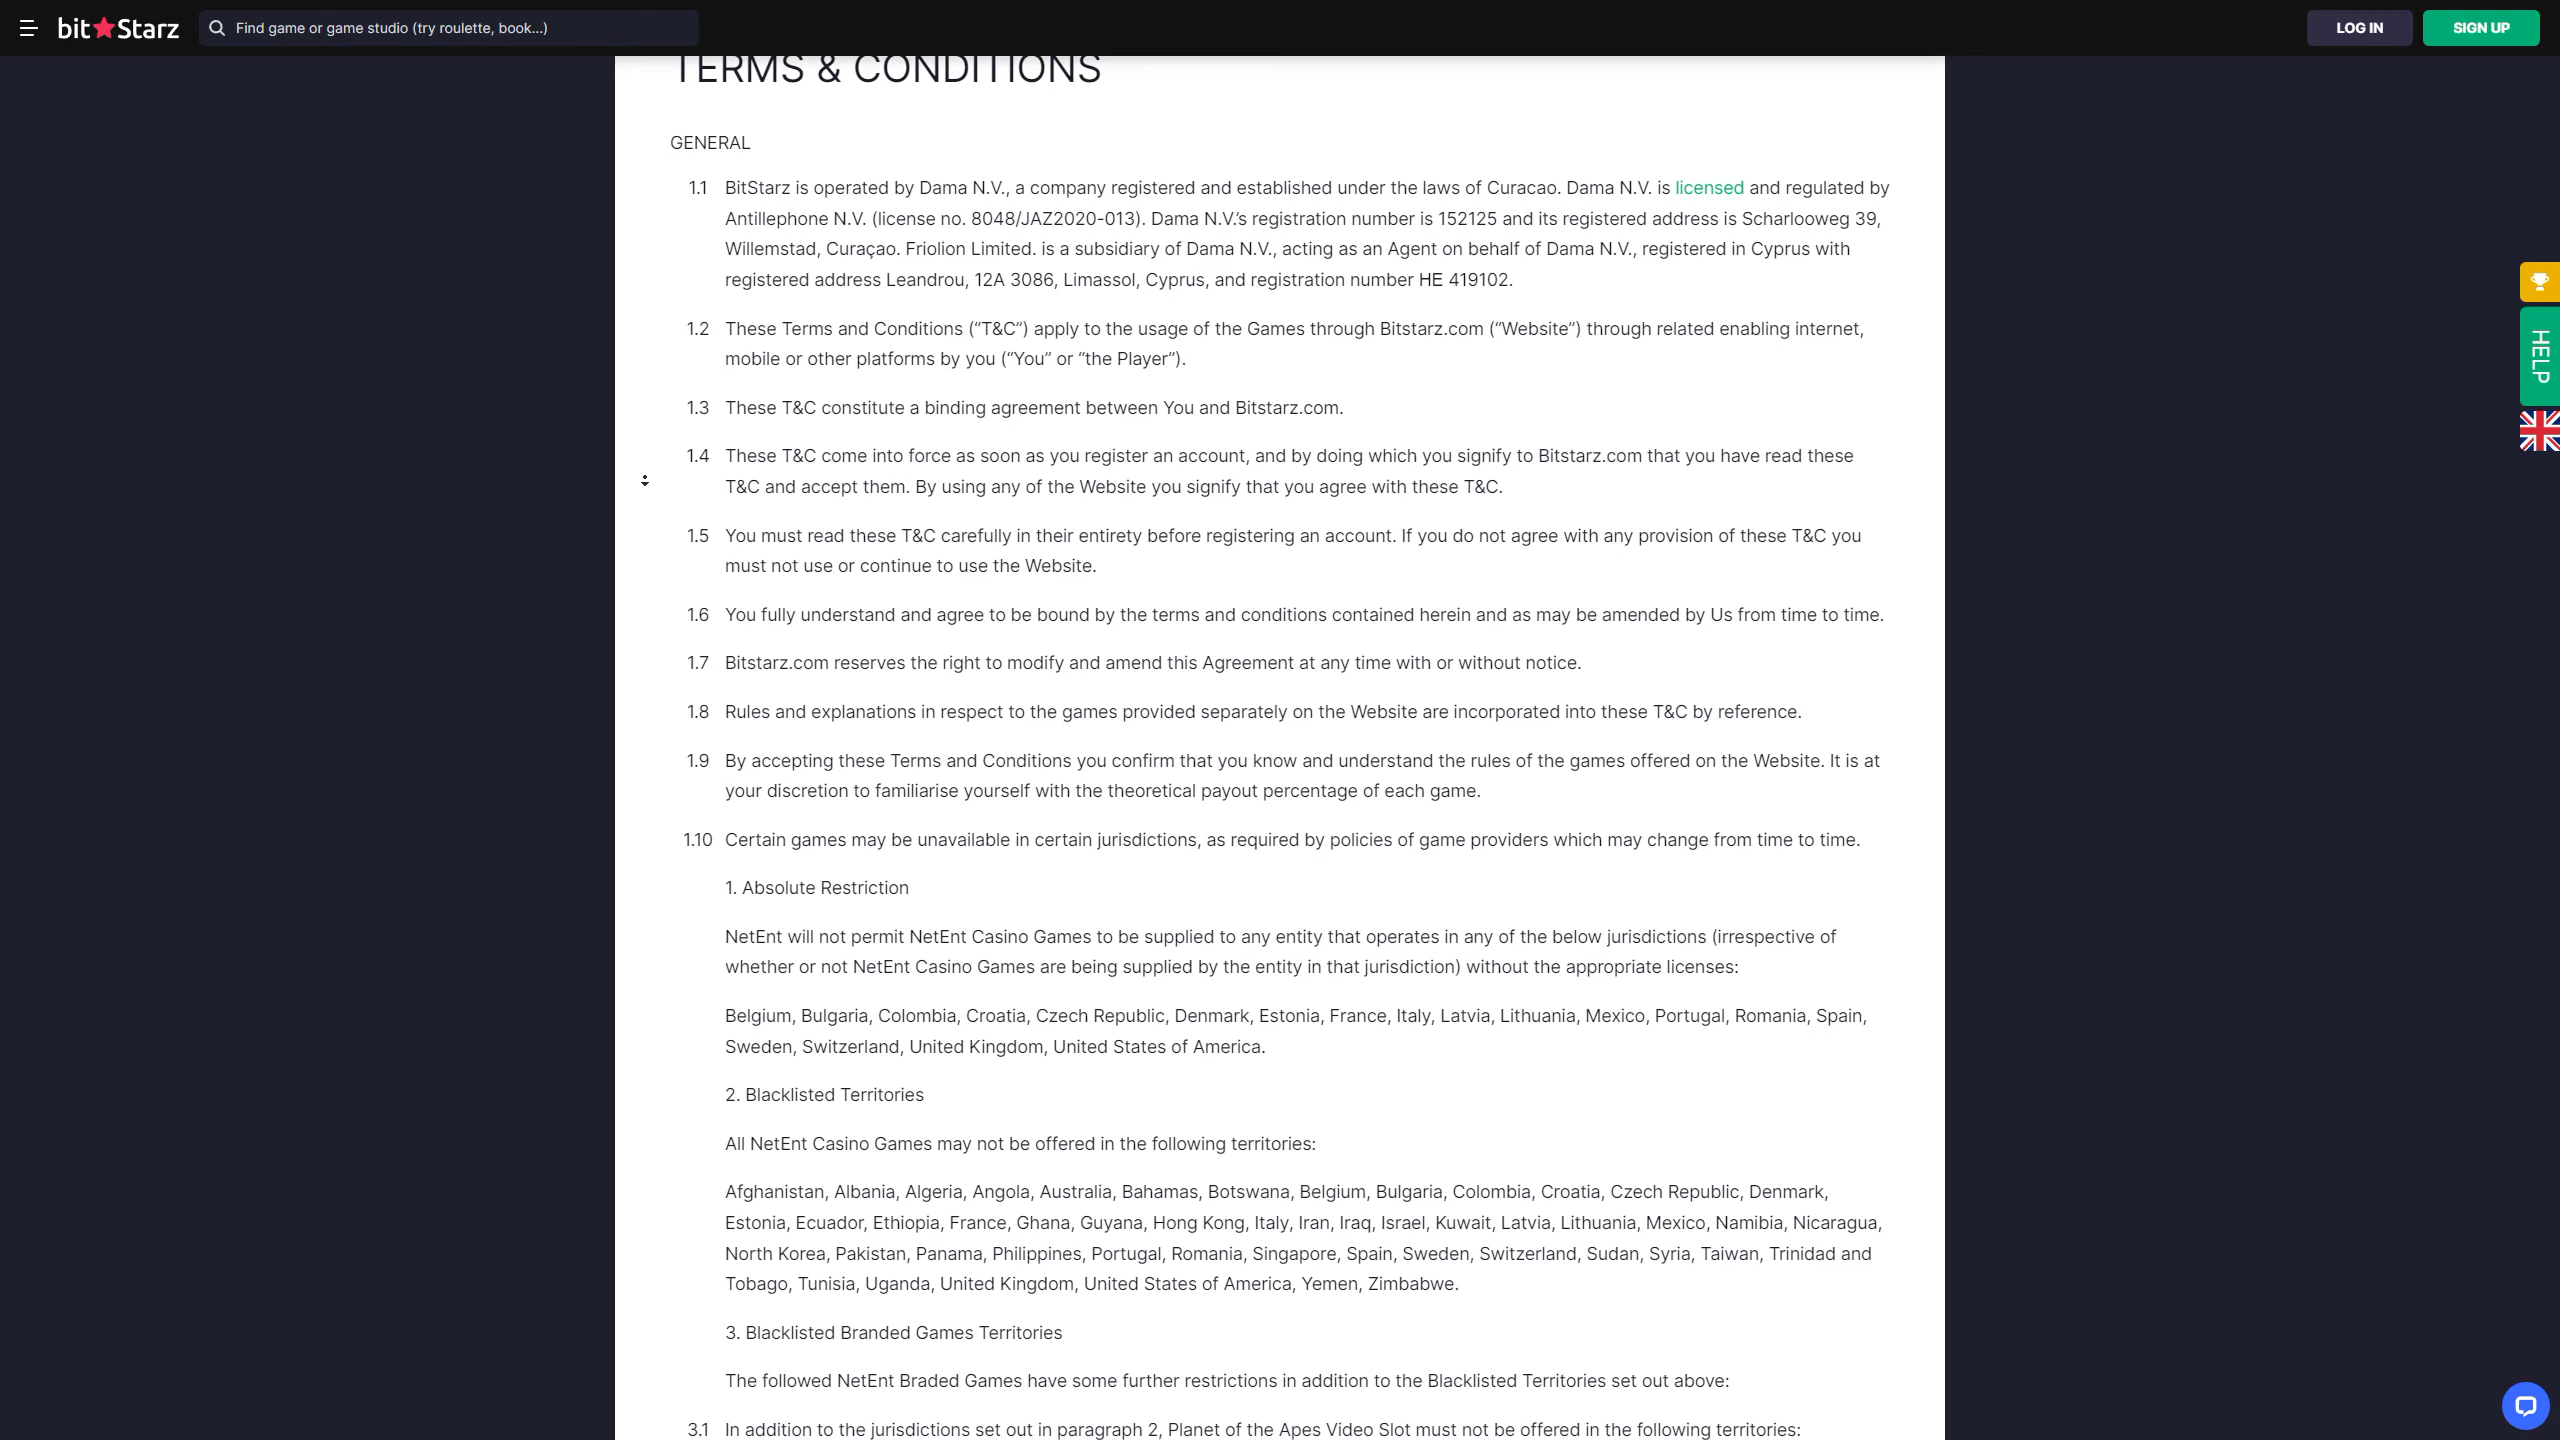 bit★Starz
Find game or game studio (try roulette, book...)
LOG IN
SIGN UP
TERMS & CONDITIONS
GENERAL
1.1 BitStarz is operated by Dama N.V., a company registered and established under the laws of Curacao. Dama N.V. is licensed and regulated by
Antillephone N.V. (license no. 8048/JAZ2020-013). Dama N.V.'s registration number is 152125 and its registered address is Scharlooweg 39,
Willemstad, Curaçao. Friolion Limited. is a subsidiary of Dama N.V., acting as an Agent on behalf of Dama N.V., registered in Cyprus with
registered address Leandrou, 12A 3086, Limassol, Cyprus, and registration number HE 419102.
1.2 These Terms and Conditions (“T&C”) apply to the usage of the Games through Bitstarz.com (“Website”) through related enabling internet,
mobile or other platforms by you (“You” or “the Player”).
1.3 These T&C constitute a binding agreement between You and Bitstarz.com.
1.4 These T&C come into force as soon as you register an account, and by doing which you signify to Bitstarz.com that you have read these
T&C and accept them. By using any of the Website you signify that you agree with these T&C.
1.5 You must read these T&C carefully in their entirety before registering an account. If you do not agree with any provision of these T&C you
must not use or continue to use the Website.
1.6 You fully understand and agree to be bound by the terms and conditions contained herein and as may be amended by Us from time to time.
1.7 Bitstarz.com reserves the right to modify and amend this Agreement at any time with or without notice.
1.8 Rules and explanations in respect to the games provided separately on the Website are incorporated into these T&C by reference.
1.9 By accepting these Terms and Conditions you confirm that you know and understand the rules of the games offered on the Website. It is at
your discretion to familiarise yourself with the theoretical payout percentage of each game.
1.10 Certain games may be unavailable in certain jurisdictions, as required by policies of game providers which may change from time to time.
1. Absolute Restriction
NetEnt will not permit NetEnt Casino Games to be supplied to any entity that operates in any of the below jurisdictions (irrespective of
whether or not NetEnt Casino Games are being supplied by the entity in that jurisdiction) without the appropriate licenses:
Belgium, Bulgaria, Colombia, Croatia, Czech Republic, Denmark, Estonia, France, Italy, Latvia, Lithuania, Mexico, Portugal, Romania, Spain,
Sweden, Switzerland, United Kingdom, United States of America.
2. Blacklisted Territories
All NetEnt Casino Games may not be offered in the following territories:
Afghanistan, Albania, Algeria, Angola, Australia, Bahamas, Botswana, Belgium, Bulgaria, Colombia, Croatia, Czech Republic, Denmark,
Estonia, Ecuador, Ethiopia, France, Ghana, Guyana, Hong Kong, Italy, Iran, Iraq, Israel, Kuwait, Latvia, Lithuania, Mexico, Namibia, Nicaragua,
North Korea, Pakistan, Panama, Philippines, Portugal, Romania, Singapore, Spain, Sweden, Switzerland, Sudan, Syria, Taiwan, Trinidad and
Tobago, Tunisia, Uganda, United Kingdom, United States of America, Yemen, Zimbabwe.
3. Blacklisted Branded Games Territories
The followed NetEnt Braded Games have some further restrictions in addition to the Blacklisted Territories set out above:
3.1 In addition to the jurisdictions set out in paragraph 2, Planet of the Apes Video Slot must not be offered in the following territories:
HELP